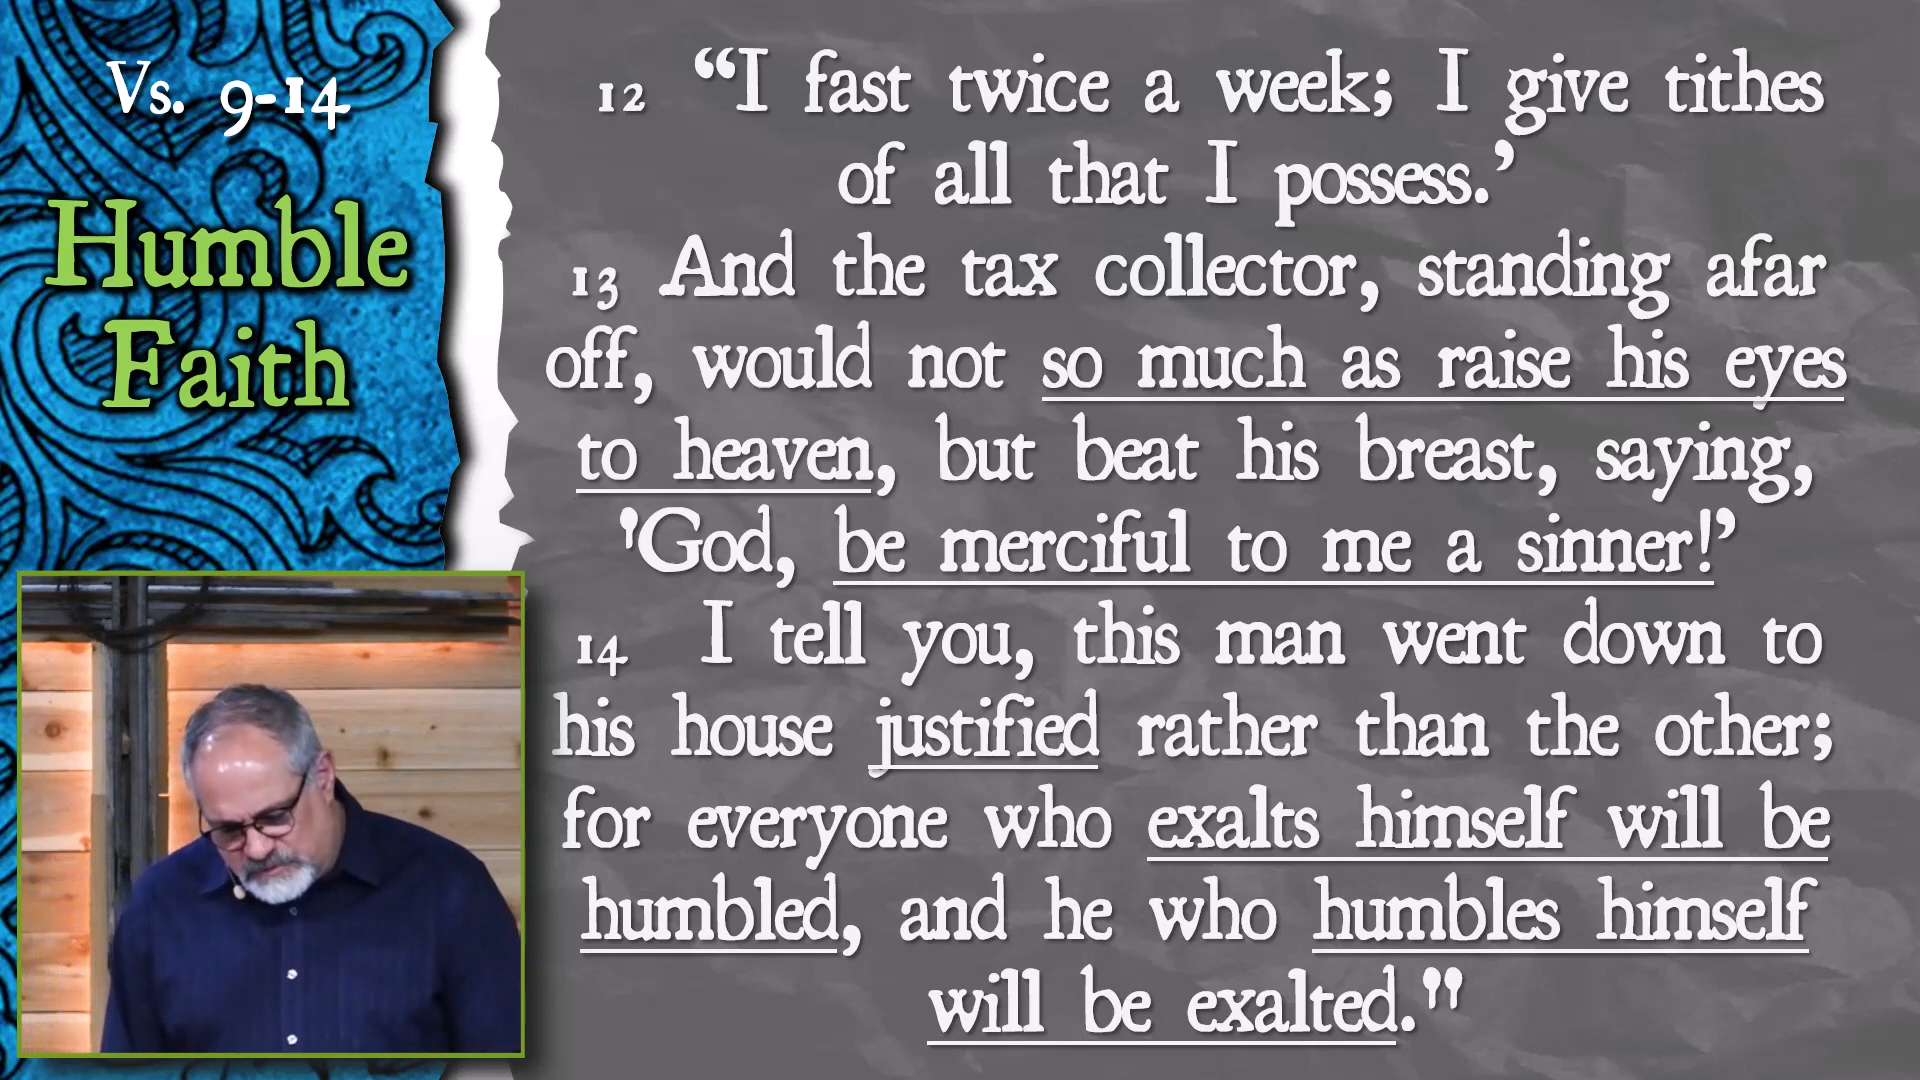 Vs. 9-14
Humble
Faith
12 “I fast twice a week; I give tithes
of all that I possess.’
13 And the tax collector, standing afar
off, would not so much as raise his eyes
to heaven, but beat his breast, saying,
'God, be merciful to me a sinner!’
14 I tell you, this man went down to
his house justified rather than the other;
for everyone who exalts himself will be
humbled, and he who humbles himself
will be exalted."